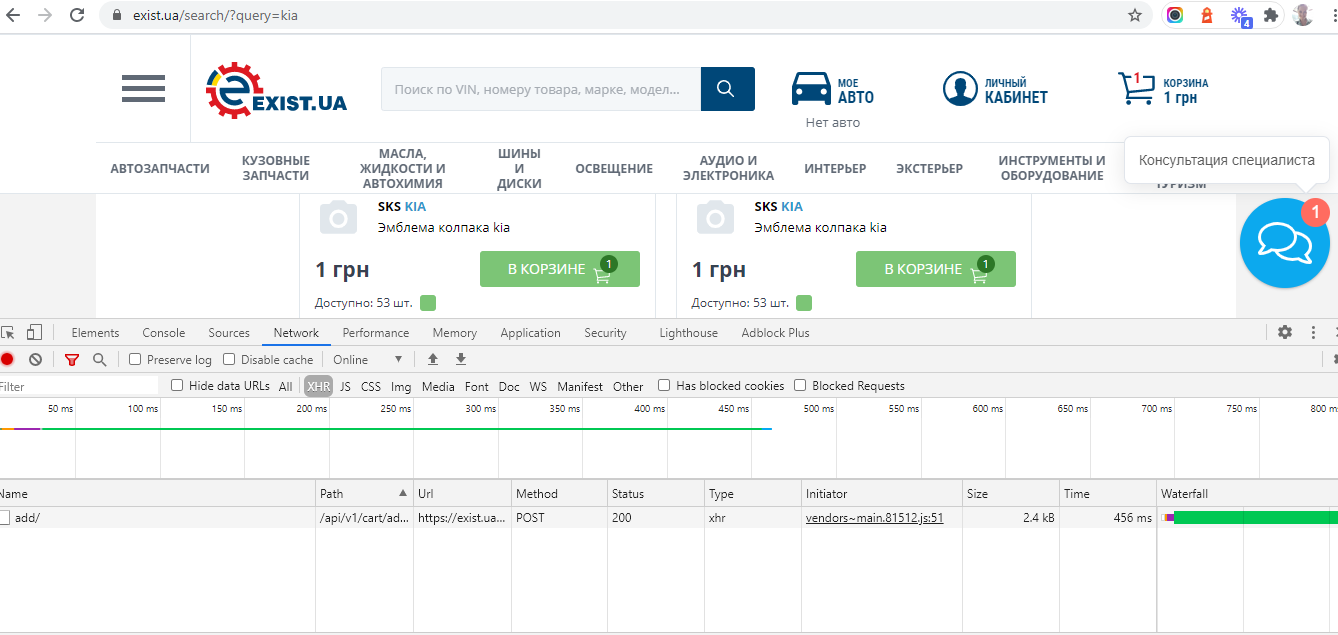 exist.ua/search/?query=kia
4
EXIST.UA
Поиск по VIN, номеру товара, марке, модел...
МОЕ
АВТО
Нет авто
ЛИЧНЫЙ
КАБИНЕТ
1
КОРЗИНА
1 грн
АВТОЗАПЧАСТИ
КУЗОВНЫЕ
ЗАПЧАСТИ
МАСЛА,
ЖИДКОСТИ И
АВТОХИМИЯ
ШИНЫ
И
ДИСКИ
ОСВЕЩЕНИЕ
АУДИО И
ЭЛЕКТРОНИКА
ИНТЕРЬЕР
ЭКСТЕРЬЕР
ИНСТРУМЕНТЫ И
ОБОРУДОВАНИЕ
ТУРИЗМ
Консультация специалиста
1
SKS KIA
Эмблема колпака kia
1 грн
В КОРЗИНЕ 1
Доступно: 53 шт.
SKS KIA
Эмблема колпака kia
1 грн
В КОРЗИНЕ 1
Доступно: 53 шт.
Elements Console Sources Network Performance Memory Application Security Lighthouse Adblock Plus
Preserve log Disable cache Online
Filter Hide data URLs All XHR JS CSS Img Media Font Doc WS Manifest Other Has blocked cookies Blocked Requests
50 ms 100 ms 150 ms 200 ms 250 ms 300 ms 350 ms 400 ms 450 ms 500 ms 550 ms 600 ms 650 ms 700 ms 750 ms 800 m
Name Path Url Method Status Type Initiator Size Time Waterfall
add/ /api/v1/cart/ad... https://exist.ua... POST 200 xhr vendors~main.81512.js:51 2.4 kB 456 ms